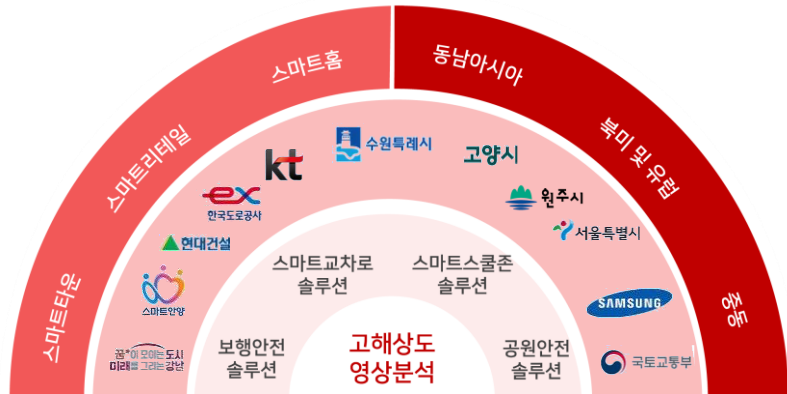 스마트홈
동남아시아
스마트리테일
북미 및 유럽
스마트타운
중동
kt
수원특례시
고양시
ex
한국도로공사
원주시
서울특별시
현대건설
스마트안양
SAMSUNG
꿈이 모이는 도시
미래를 그리는 강남
국토교통부
스마트교차로
솔루션
스마트스쿨존
솔루션
보행안전
솔루션
공원안전
솔루션
고해상도
영상분석